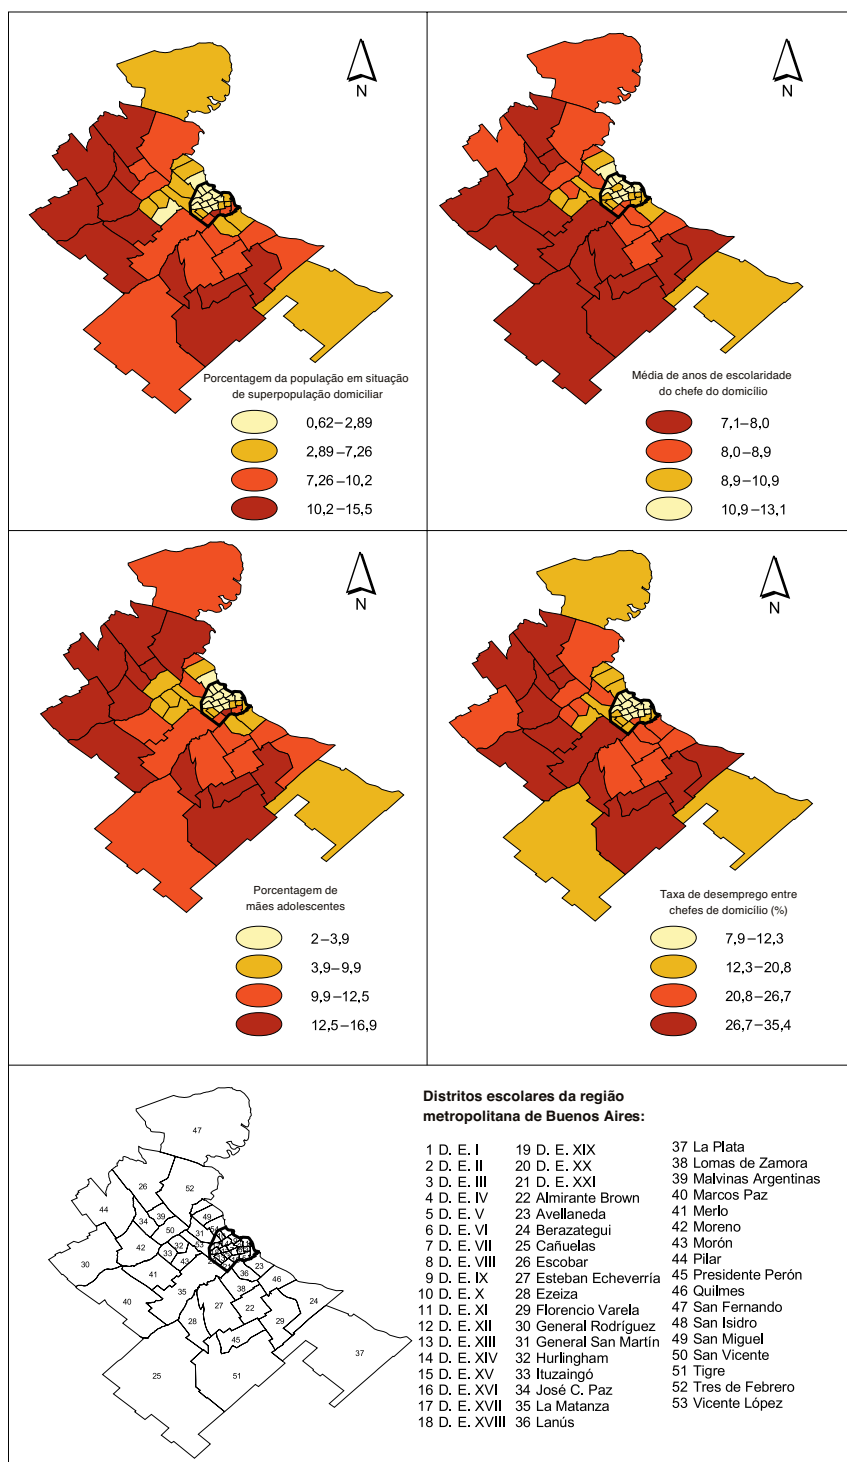 N
N
Porcentagem da população em situação
de superpopulação domiciliar
0,62–2,89
2,89–7,26
7,26–10,2
10,2–15,5
Média de anos de escolaridade
do chefe do domicílio
7,1–8,0
8,0–8,9
8,9–10,9
10,9–13,1
N
N
Porcentagem de
mães adolescentes
2–3,9
3,9–9,9
9,9–12,5
12,5–16,9
Taxa de desemprego entre
chefes de domicílio (%)
7,9–12,3
12,3–20,8
20,8–26,7
26,7–35,4
47
26
52
44
39
34
50
49
31
30
42
32
33
43
41
40
35
36
23
46
38
27
22
28
29
24
45
25
51
37
Distritos escolares da região
metropolitana de Buenos Aires:
1 D. E. I
2 D. E. II
3 D. E. III
4 D. E. IV
5 D. E. V
6 D. E. VI
7 D. E. VII
8 D. E. VIII
9 D. E. IX
10 D. E. X
11 D. E. XI
12 D. E. XII
13 D. E. XIII
14 D. E. XIV
15 D. E. XV
16 D. E. XVI
17 D. E. XVII
18 D. E. XVIII
19 D. E. XIX
20 D. E. XX
21 D. E. XXI
22 Almirante Brown
23 Avellaneda
24 Berazategui
25 Cañuelas
26 Escobar
27 Esteban Echeverría
28 Ezeiza
29 Florencio Varela
30 General Rodríguez
31 General San Martín
32 Hurlingham
33 Ituzaingó
34 José C. Paz
35 La Matanza
36 Lanús
37 La Plata
38 Lomas de Zamora
39 Malvinas Argentinas
40 Marcos Paz
41 Merlo
42 Moreno
43 Morón
44 Pilar
45 Presidente Perón
46 Quilmes
47 San Fernando
48 San Isidro
49 San Miguel
50 San Vicente
51 Tigre
52 Tres de Febrero
53 Vicente López